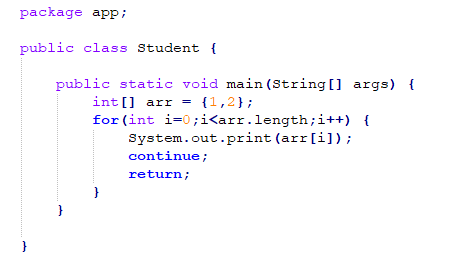 package app;
public class Student {
public static void main(String[] args) {
int[] arr = {1,2};
for(int i=0;i<arr.length;i++) {
System.out.print(arr[i]);
continue;
return;
}
}
}